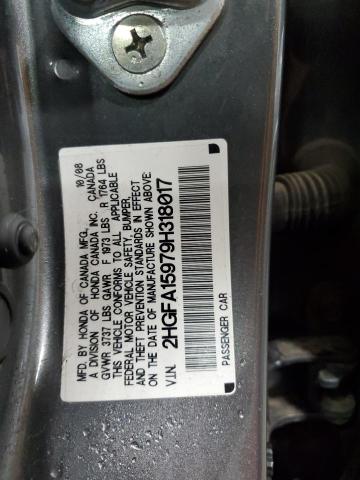 MFD. BY HONDA OF CANADA MFG. 10/08
A DIVISION OF HONDA CANADA INC. CANADA
GVWR 3737 LBS GAWR F 1973 LBS R 1764 LBS
THIS VEHICLE CONFORMS TO ALL APPLICABLE
FEDERAL MOTOR VEHICLE SAFETY, BUMPER,
AND THEFT PREVENTION STANDARDS IN EFFECT
ON THE DATE OF MANUFACTURE SHOWN ABOVE.
V.I.N. 2HGFA15979H318017
PASSENGER CAR